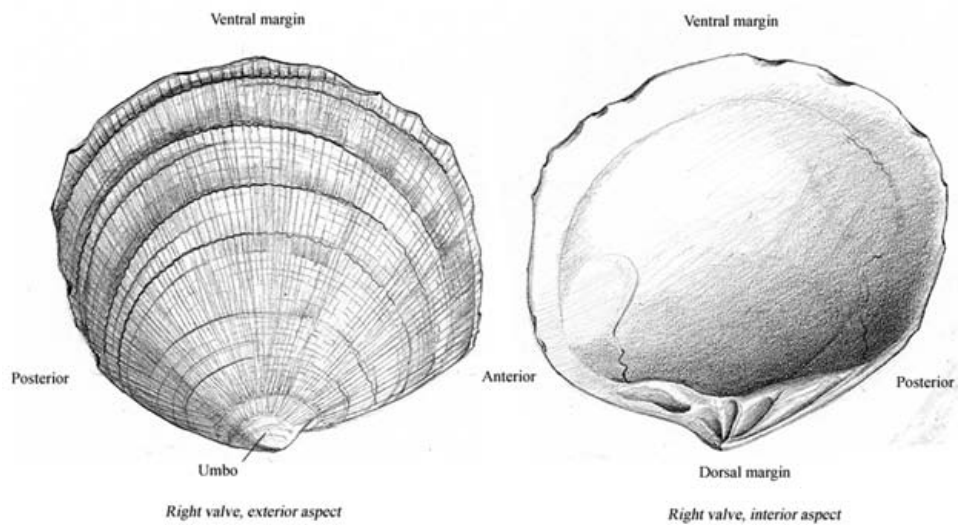 Ventral margin
Ventral margin
Posterior
Anterior
Posterior
Umbo
Dorsal margin
Right valve, exterior aspect
Right valve, interior aspect